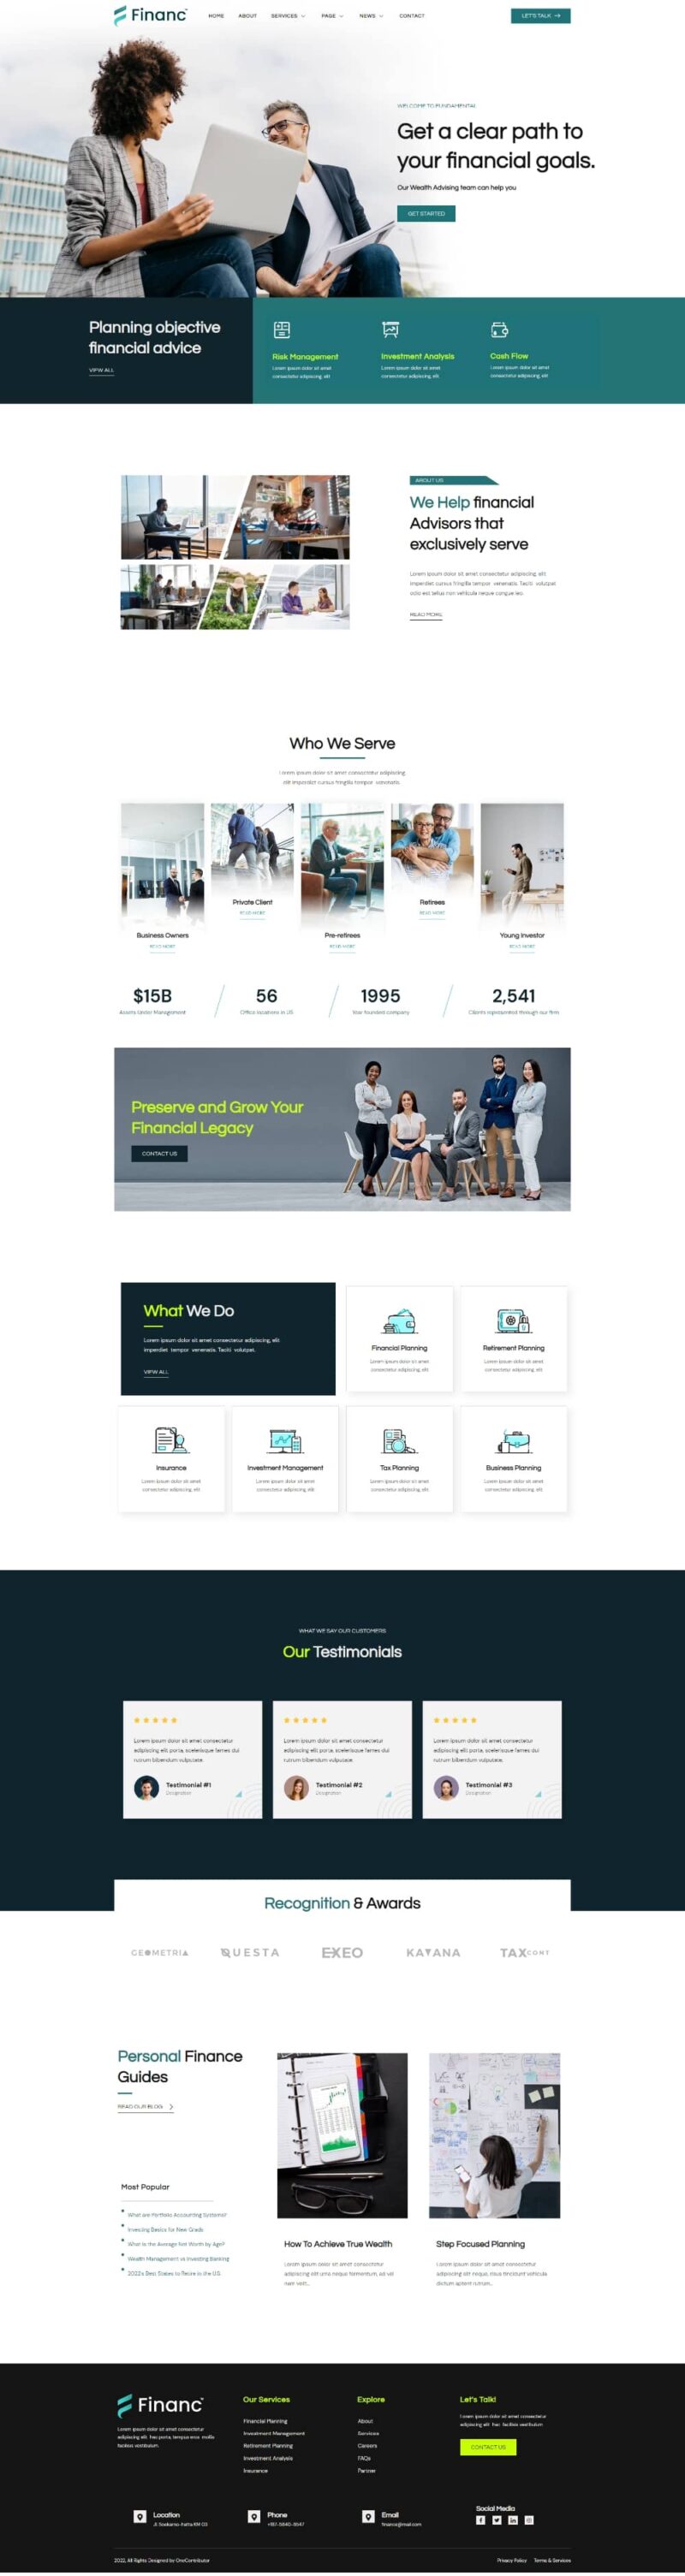 Financ
HOME ABOUT SERVICES PAGE NEWS CONTACT
LET'S TALK
WELCOME TO FUNDAMENTAL
Get a clear path to
your financial goals.
Our Wealth Advising team can help you
GET STARTED
Planning objective
financial advice
VIEW ALL
Risk Management
Lorem ipsum dolor sit amet
consectetur adipiscing elit
Investment Analysis
Lorem ipsum dolor sit amet
consectetur adipiscing elit
Cash Flow
Lorem ipsum dolor sit amet
consectetur adipiscing elit
ABOUT US
We Help financial
Advisors that
exclusively serve
Lorem ipsum dolor sit amet consectetur adipiscing elit
imperdiet cursus fringilla tempor venenatis. Taciti volutpat
odio est tellus non vehicula neque congue leo.
READ MORE
Who We Serve
Lorem ipsum dolor sit amet consectetur adipiscing
elit imperdiet cursus fringilla tempor venenatis.
Business Owners
READ MORE
Private Client
READ MORE
Pre-retirees
READ MORE
Retirees
READ MORE
Young Investor
READ MORE
$15B
Assets Under Management
56
Office locations in US
1995
Year founded company
2,541
Clients represented through our firm
Preserve and Grow Your
Financial Legacy
CONTACT US
What We Do
Lorem ipsum dolor sit amet consectetur adipiscing, elit
imperdiet tempor venenatis. Taciti volutpat.
VIEW ALL
Financial Planning
Lorem ipsum dolor sit amet
consectetur adipiscing, elit
Retirement Planning
Lorem ipsum dolor sit amet
consectetur adipiscing, elit
Insurance
Lorem ipsum dolor sit amet
consectetur adipiscing, elit
Investment Management
Lorem ipsum dolor sit amet
consectetur adipiscing, elit
Tax Planning
Lorem ipsum dolor sit amet
consectetur adipiscing, elit
Business Planning
Lorem ipsum dolor sit amet
consectetur adipiscing, elit
WHAT WE SAY OUR CUSTOMERS
Our Testimonials
Lorem ipsum dolor sit amet consectetur
adipiscing elit porta, scelerisque fames dui
rutrum bibendum vulputate.
Testimonial #1
Designation
Lorem ipsum dolor sit amet consectetur
adipiscing elit porta, scelerisque fames dui
rutrum bibendum vulputate.
Testimonial #2
Designation
Lorem ipsum dolor sit amet consectetur
adipiscing elit porta, scelerisque fames dui
rutrum bibendum vulputate.
Testimonial #3
Designation
Recognition & Awards
GEOMETRIA QUESTA EXEO KATANA TAXCONT
Personal Finance
Guides
READ OUR BLOG
Most Popular
What are Portfolio Accounting Systems?
Investing Basics for New Grads
What Is the Average Net Worth by Age?
Wealth Management vs Investing Banking
2022's Best States to Retire in the U.S.
How To Achieve True Wealth
Lorem ipsum dolor sit amet consectetur
adipiscing elit urna neque fermentum, ad vel
nam velit...
Step Focused Planning
Lorem ipsum dolor sit amet consectetur
adipiscing elit neque, risus tincidunt vehicula
dictum aptent rutrum...
Financ
Lorem ipsum dolor sit amet consectetur
adipiscing elit hac porta, tempus eros mollis
facilisis vestibulum.
Our Services
Financial Planning
Investment Management
Retirement Planning
Investment Analysis
Insurance
Explore
About
Services
Careers
FAQs
Partner
Let's Talk!
Lorem ipsum dolor sit amet consectetur
adipiscing elit hac facilisis vestibulum
CONTACT US
Location
Phone
Email
Social Media
2022, All Rights Designed by OneContributor
Privacy Policy Terms & Services